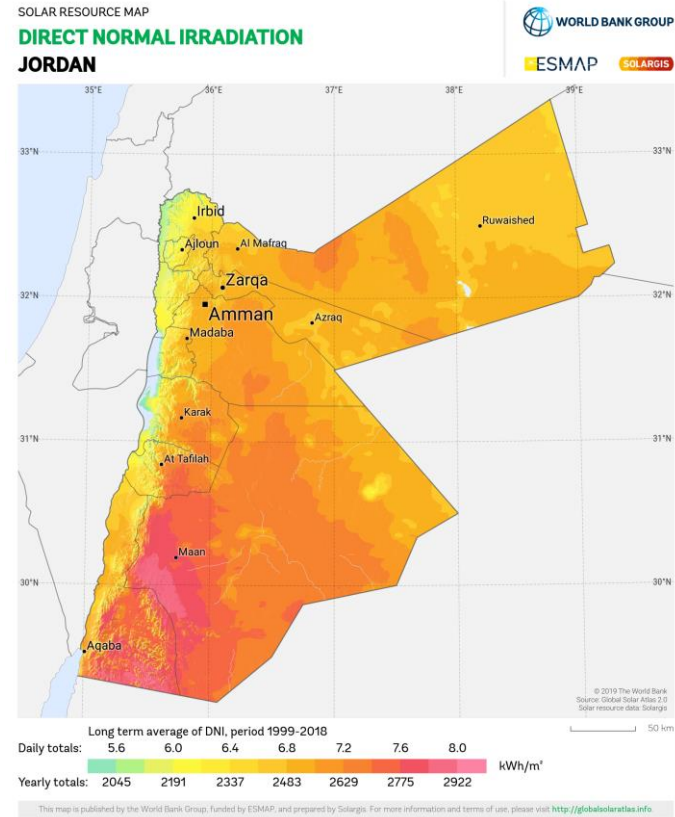 SOLAR RESOURCE MAP
DIRECT NORMAL IRRADIATION
JORDAN
WORLD BANK GROUP
ESMAP SOLARGIS
35°E 36°E 37°E 38°E 39°E
33°N 33°N
Irbid
Ruwaished
Ajloun Al Mafraq
Zarqa
32°N 32°N
Amman
Azraq
Madaba
Karak
31°N 31°N
At Tafilah
Maan
30°N 30°N
Aqaba
© 2019 The World Bank
Source: Global Solar Atlas 2.0
Solar resource data: Solargis
50 km
Long term average of DNI, period 1999-2018
Daily totals: 5.6 6.0 6.4 6.8 7.2 7.6 8.0
kWh/m²
Yearly totals: 2045 2191 2337 2483 2629 2775 2922
This map is published by the World Bank Group, funded by ESMAP, and prepared by Solargis. For more information and terms of use, please visit http://globalsolaratlas.info.